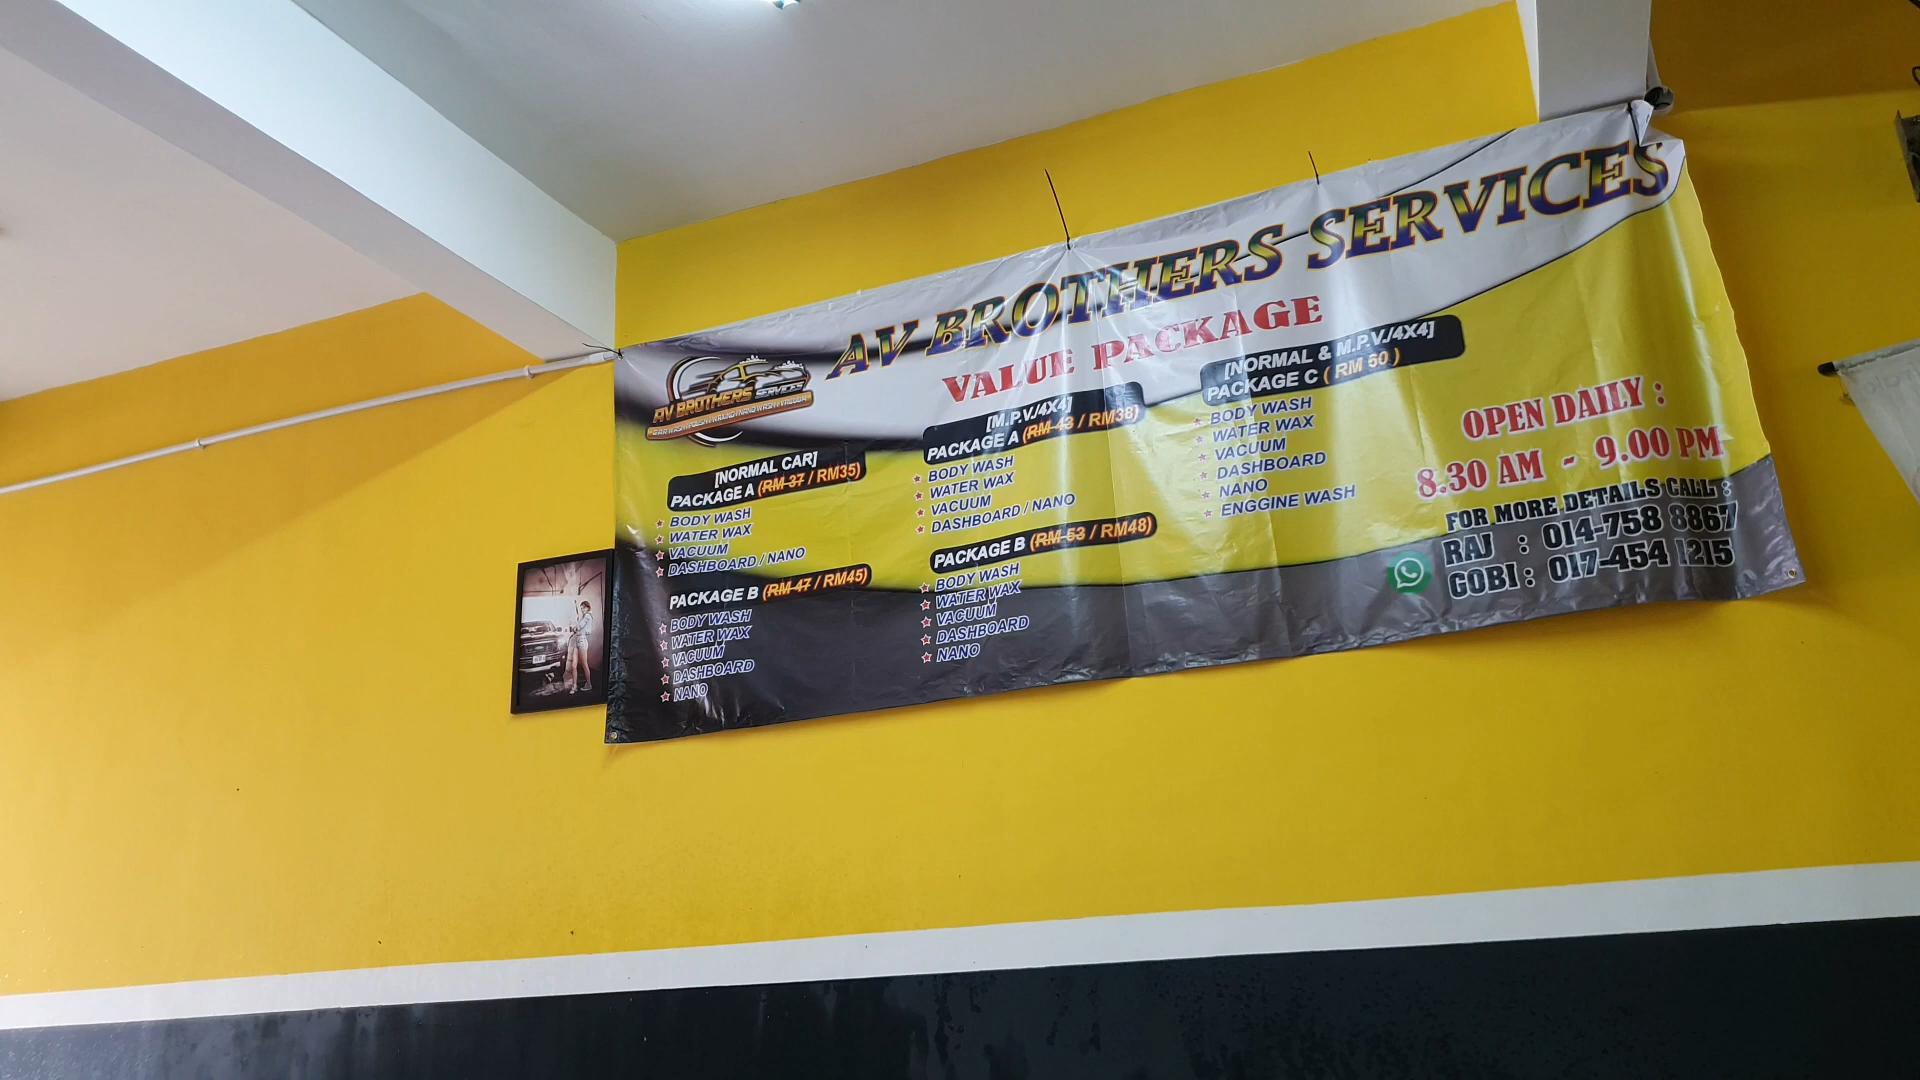 AV BROTHERS SERVICES
VALUE PACKAGE
AV BROTHERS SERVICES
[NORMAL CAR]
PACKAGE A (RM 37 / RM35)
BODY WASH
WATER WAX
VACUUM
DASHBOARD / NANO
PACKAGE B (RM 47 / RM45)
BODY WASH
WATER WAX
VACUUM
DASHBOARD
NANO
[M.P.V./4X4]
PACKAGE A (RM 43 / RM38)
BODY WASH
WATER WAX
VACUUM
DASHBOARD / NANO
PACKAGE B (RM 53 / RM48)
BODY WASH
WATER WAX
VACUUM
DASHBOARD
NANO
[NORMAL & M.P.V./4X4]
PACKAGE C ( RM 60 )
BODY WASH
WATER WAX
VACUUM
DASHBOARD
NANO
ENGGINE WASH
OPEN DAILY :
8.30 AM - 9.00 PM
FOR MORE DETAILS CALL :
RAJ : 014-758 8867
GOBI : 017-454 1215